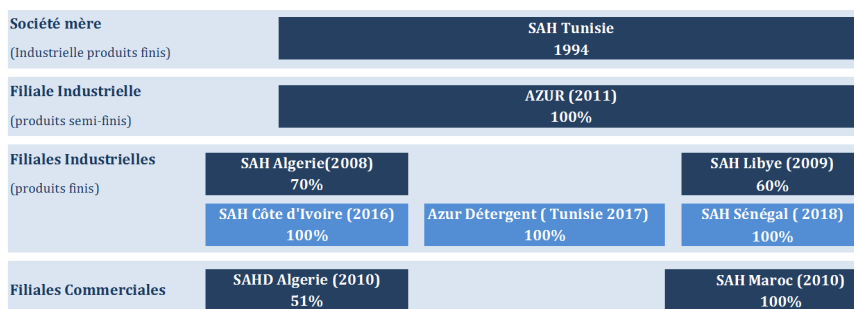 Société mère
(Industrielle produits finis)
SAH Tunisie
1994
Filiale Industrielle
(produits semi-finis)
AZUR (2011)
100%
Filiales Industrielles
(produits finis)
SAH Algerie(2008)
70%
SAH Libye (2009)
60%
SAH Côte d'Ivoire (2016)
100%
Azur Détergent ( Tunisie 2017)
100%
SAH Sénégal ( 2018)
100%
Filiales Commerciales
SAHD Algerie (2010)
51%
SAH Maroc (2010)
100%